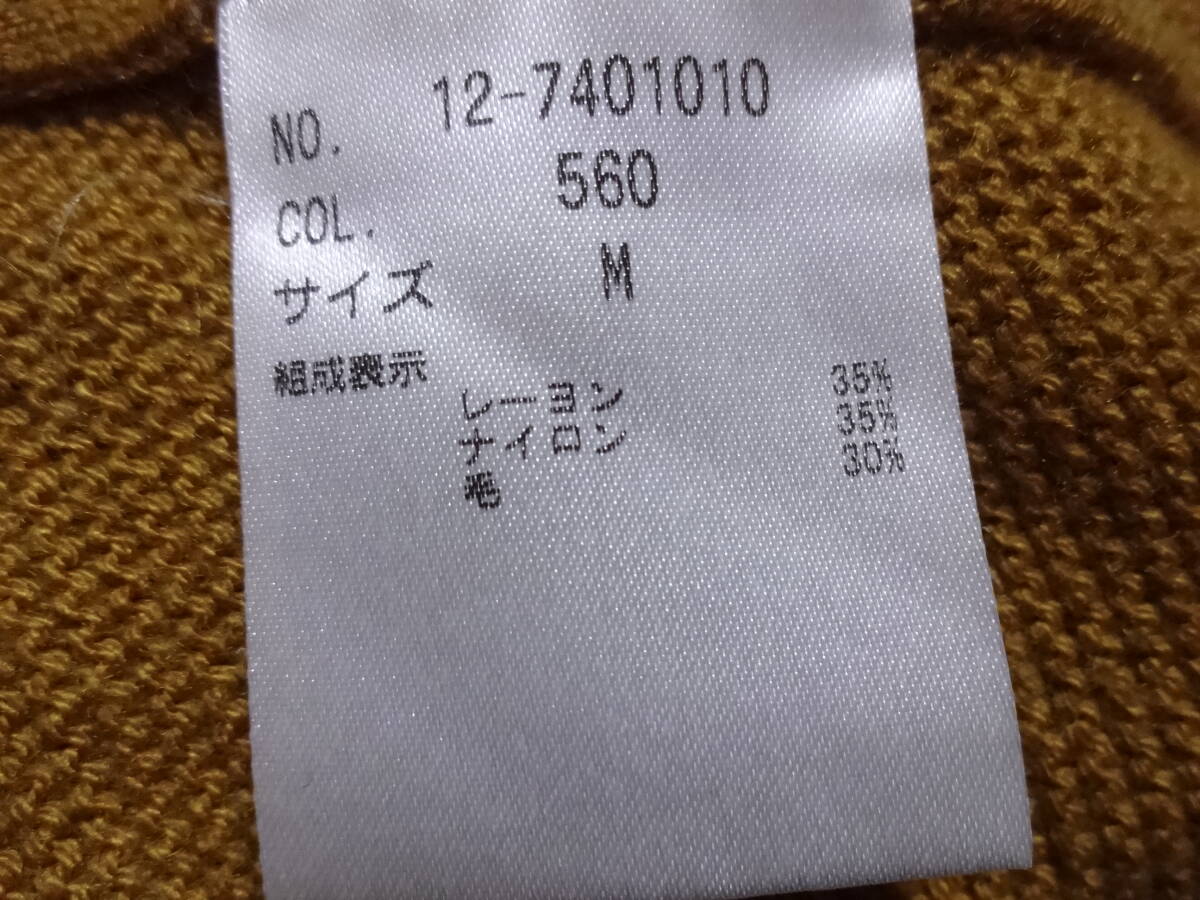 NO. 12-7401010
COL. 560
サイズ M
組成表示
レーヨン 35%
ナイロン 35%
毛 30%